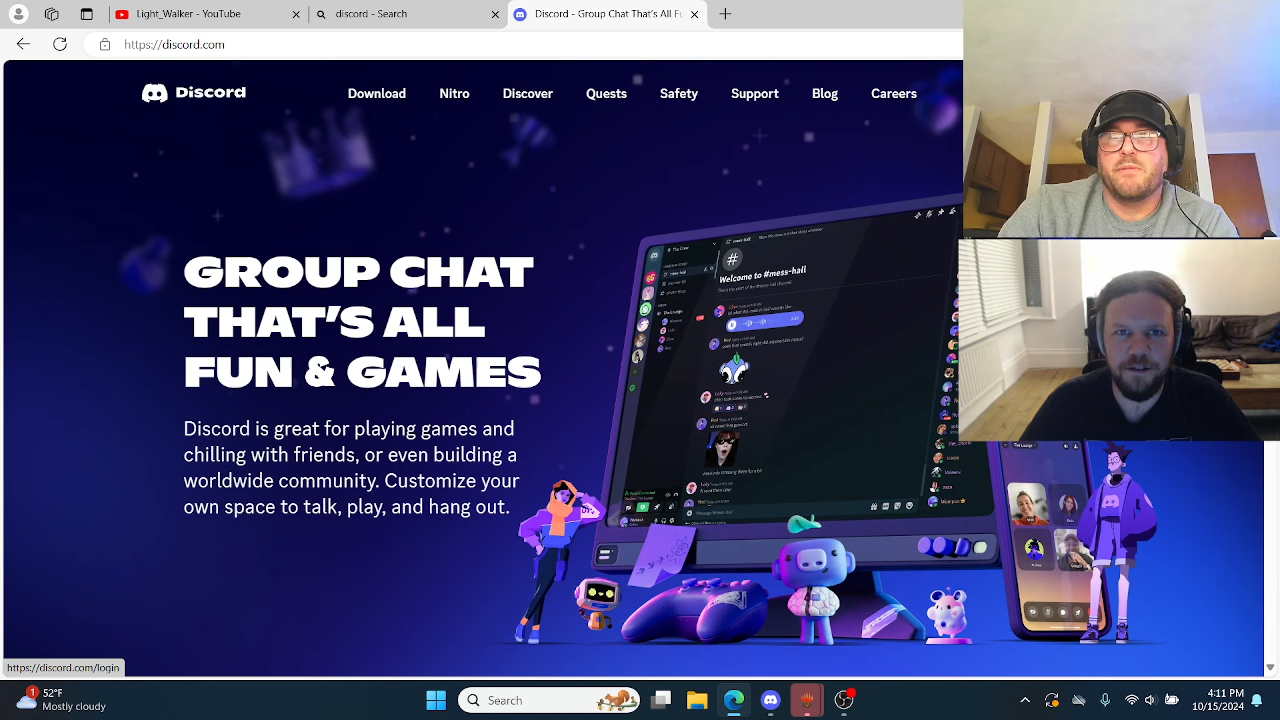 Light_Walker - YouTube
discord - Search
Discord - Group Chat That's All Fu
https://discord.com
Discord
Download
Nitro
Discover
Quests
Safety
Support
Blog
Careers
GROUP CHAT
THAT'S ALL
FUN & GAMES
Discord is great for playing games and
chilling with friends, or even building a
worldwide community. Customize your
own space to talk, play, and hang out.
Welcome to #mess-hall
https://discord.com/login
1
52°F
Mostly cloudy
Search
4:11 PM
10/15/2024